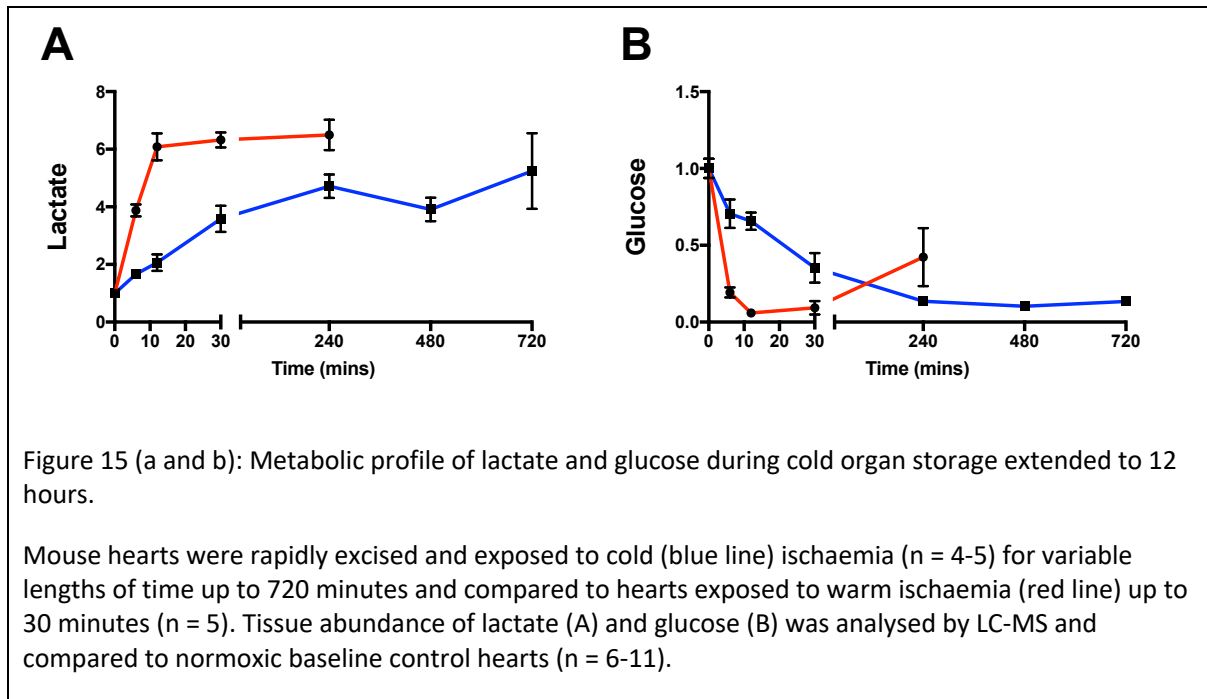 A
B
8
6
4
2
0
Lactate
0 10 20 30 240 480 720
Time (mins)
1.5
1.0
0.5
0.0
Glucose
0 10 20 30 240 480 720
Time (mins)
Figure 15 (a and b): Metabolic profile of lactate and glucose during cold organ storage extended to 12
hours.
Mouse hearts were rapidly excised and exposed to cold (blue line) ischaemia (n = 4-5) for variable
lengths of time up to 720 minutes and compared to hearts exposed to warm ischaemia (red line) up to
30 minutes (n = 5). Tissue abundance of lactate (A) and glucose (B) was analysed by LC-MS and
compared to normoxic baseline control hearts (n = 6-11).